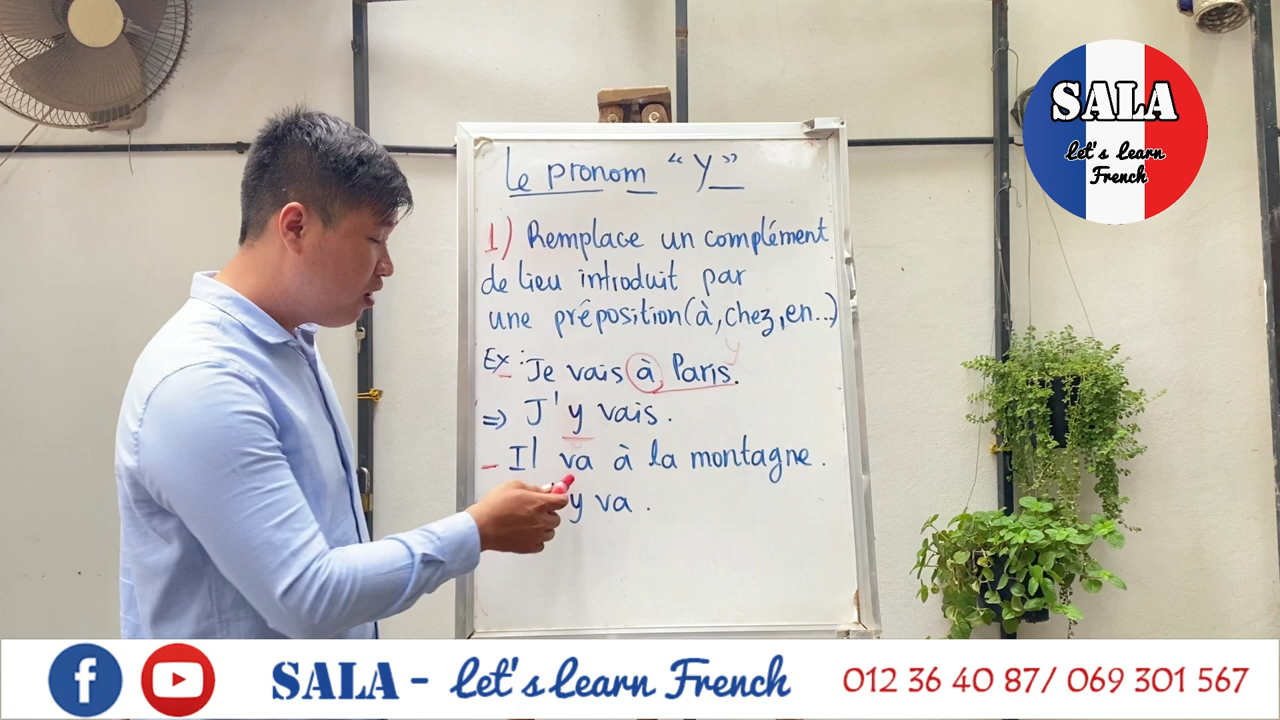 Le pronom “ Y ”
1) Remplace un complément
de lieu introduit par
une préposition (à, chez, en...)
y
Ex : Je vais à Paris.
⇒ J'y vais.
- Il va à la montagne.
y va.
SALA
Let's Learn
French
SALA - Let's Learn French
012 36 40 87/ 069 301 567